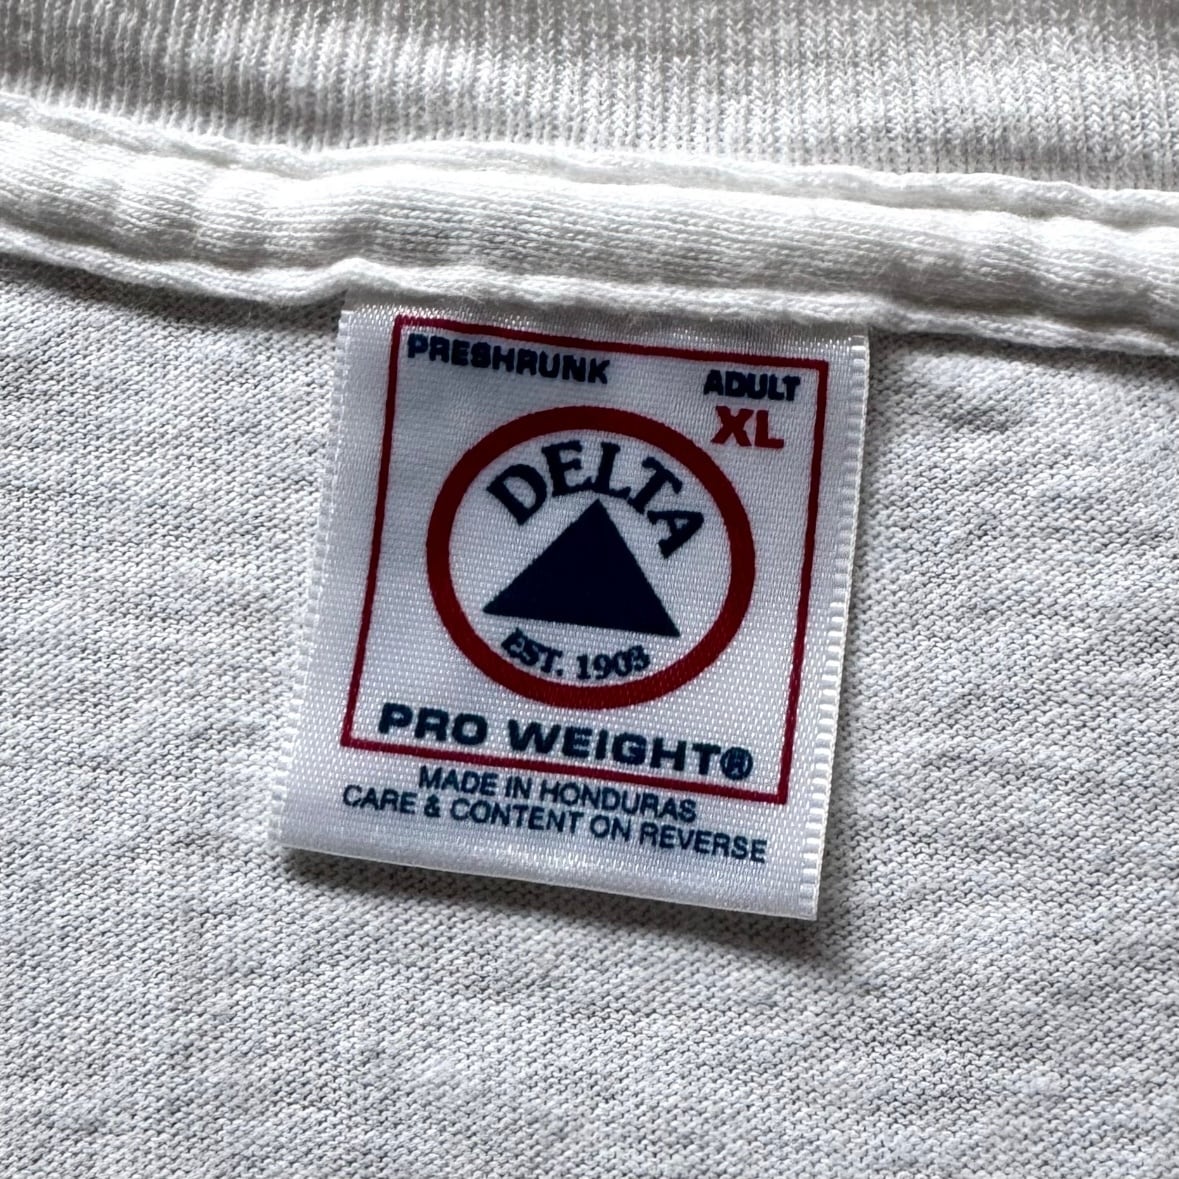 PRESHRUNK
ADULT
XL
DELTA
EST. 1903
PRO WEIGHT®
MADE IN HONDURAS
CARE & CONTENT ON REVERSE